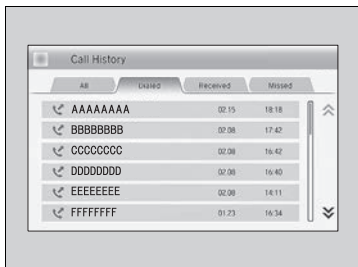 Call History
All Dialed Received Missed
AAAAAAAA 02.15 18:18
BBBBBBBB 02.08 17:42
CCCCCCCC 02.08 16:42
DDDDDDDD 02.08 16:40
EEEEEEEE 02.08 14:11
FFFFFFFF 01.23 16:34